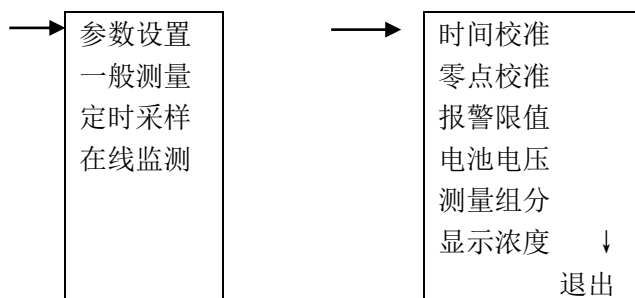 参数设置
一般测量
定时采样
在线监测
时间校准
零点校准
报警限值
电池电压
测量组分
显示浓度 ↓
退出